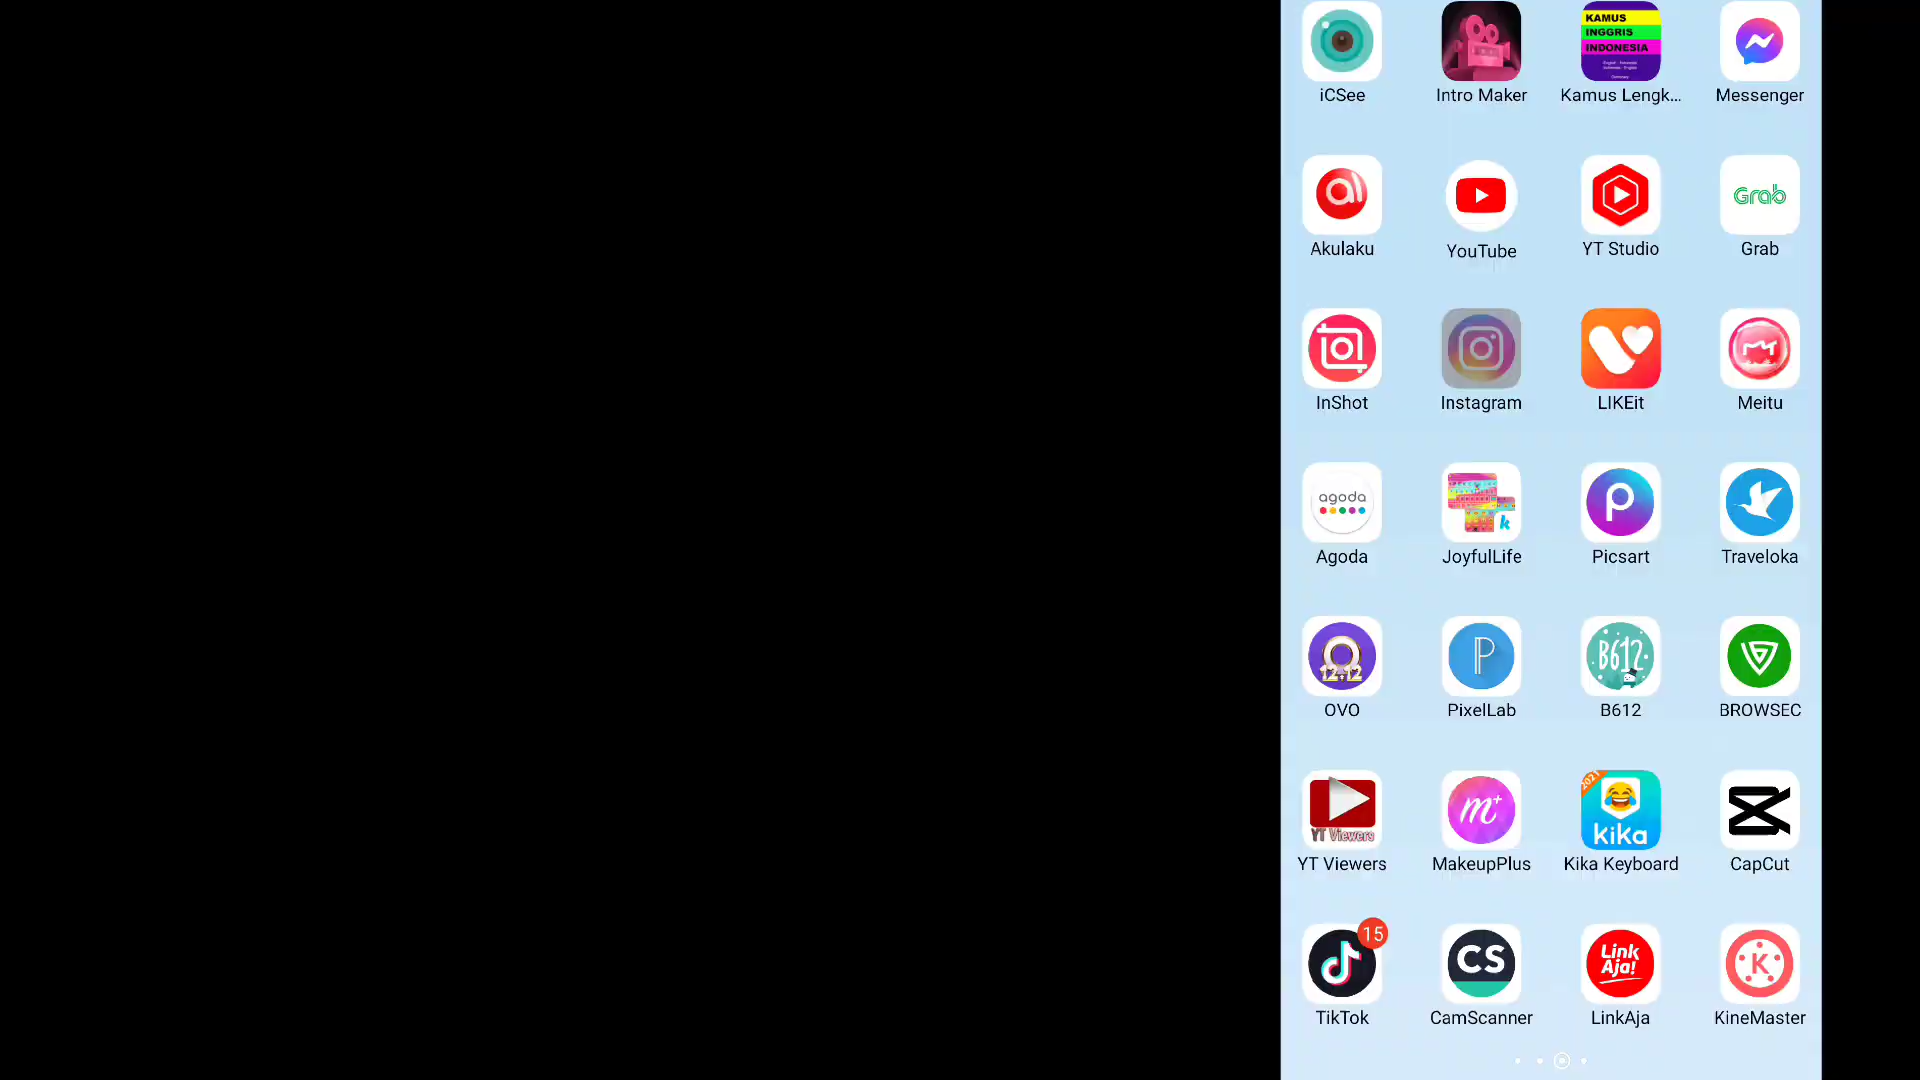 KAMUS
INGGRIS
INDONESIA
iCSee
Intro Maker
Kamus Lengk...
Messenger
Grab
Akulaku
YouTube
YT Studio
Grab
InShot
Instagram
LIKEit
Meitu
agoda
k
P
Agoda
JoyfulLife
Picsart
Traveloka
12.12
P
B612
OVO
PixelLab
B612
BROWSEC
2021
YT Viewers
m+
kika
YT Viewers
MakeupPlus
Kika Keyboard
CapCut
15
CS
Link
Aja!
K
TikTok
CamScanner
LinkAja
KineMaster